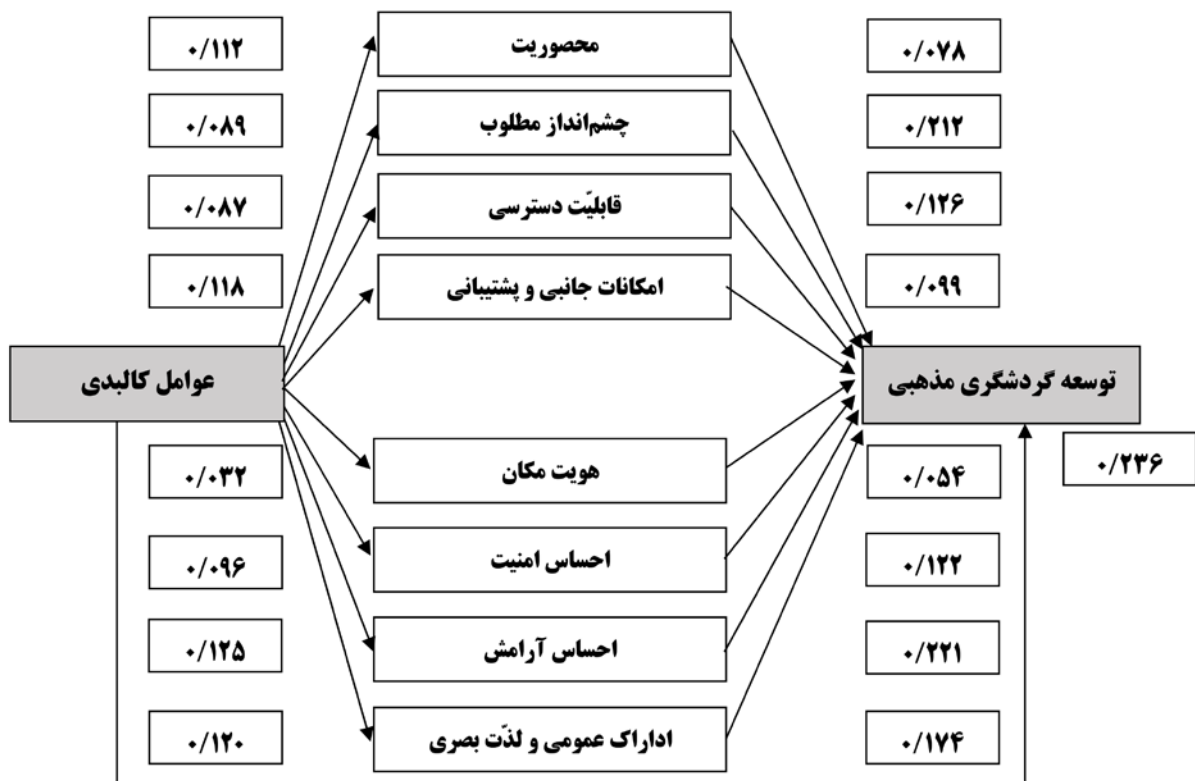 محصوریت
۰/۱۱۲
۰/۰۷۸
چشم‌انداز مطلوب
۰/۰۸۹
۰/۲۱۲
قابلیّت دسترسی
۰/۰۸۷
۰/۱۲۶
امکانات جانبی و پشتیبانی
۰/۱۱۸
۰/۰۹۹
توسعه گردشگری مذهبی
عوامل کالبدی
۰/۲۳۶
هویت مکان
۰/۰۳۲
۰/۰۵۴
احساس امنیت
۰/۰۹۶
۰/۱۲۲
احساس آرامش
۰/۱۲۵
۰/۲۲۱
اداراک عمومی و لذّت بصری
۰/۱۲۰
۰/۱۷۴